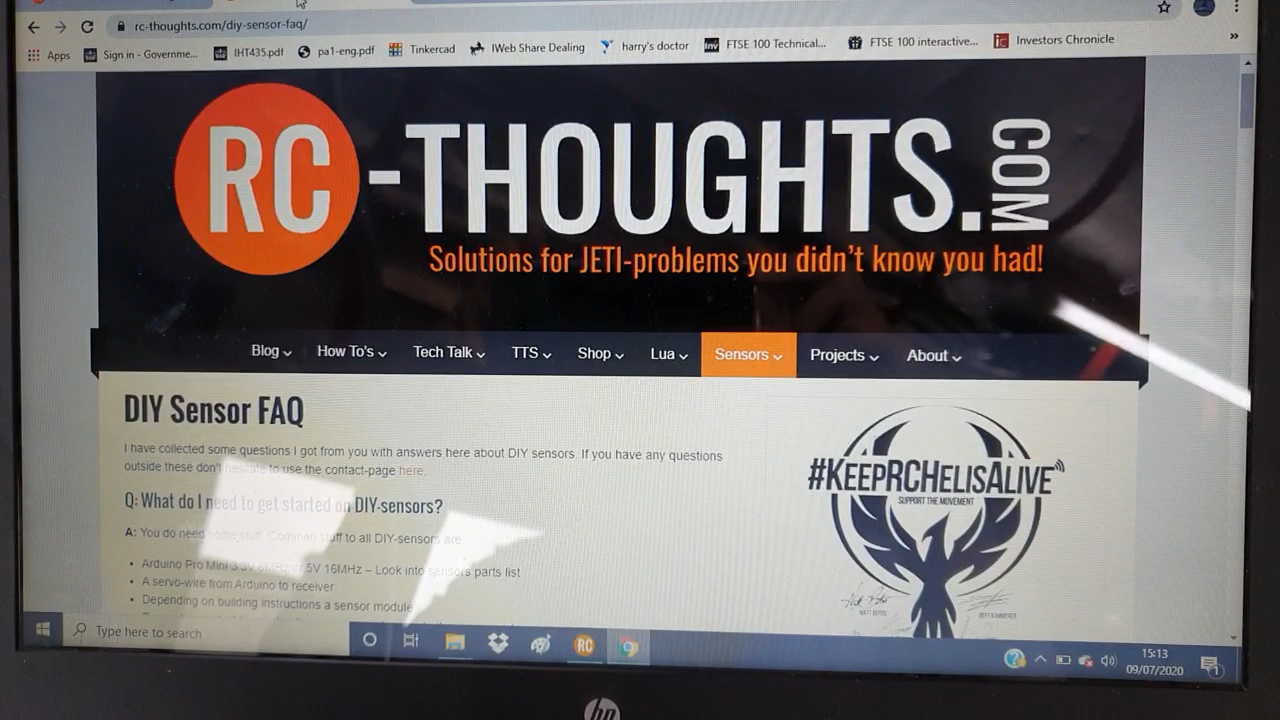 rc-thoughts.com/diy-sensor-faq/
Apps Sign in - Governme... IHT435.pdf pa1-eng.pdf Tinkercad IWeb Share Dealing harry's doctor Inv FTSE 100 Technical... FTSE 100 interactive... ic Investors Chronicle »
RC-THOUGHTS.COM
Solutions for JETI-problems you didn't know you had!
Blog How To's Tech Talk TTS Shop Lua Sensors Projects About
DIY Sensor FAQ
I have collected some questions I got from you with answers here about DIY sensors. If you have any questions
outside these don't hesitate to use the contact-page here.
Q: What do I need to get started on DIY-sensors?
A: You do need some stuff. Common stuff to all DIY-sensors are
• Arduino Pro Mini 3.3V 8MHz or 5V 16MHz – Look into sensors parts list
• A servo-wire from Arduino to receiver
• Depending on building instructions a sensor module
#KEEPRCHELISALIVE
SUPPORT THE MOVEMENT
Type here to search
RC
15:13
09/07/2020
1
hp